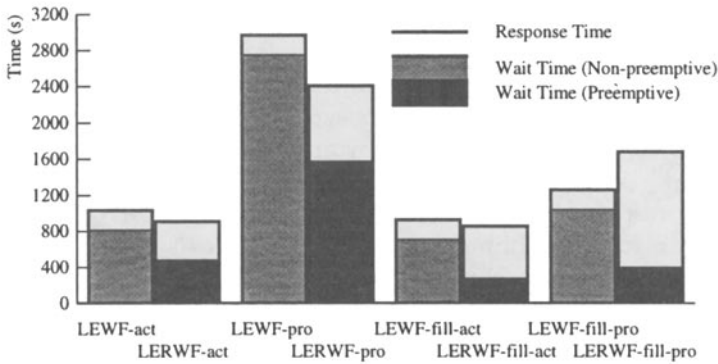 Time (s)
3200
2800
2400
2000
1600
1200
800
400
0
Response Time
Wait Time (Non-preemptive)
Wait Time (Preemptive)
LEWF-act
LERWF-act
LEWF-pro
LERWF-pro
LEWF-fill-act
LERWF-fill-act
LEWF-fill-pro
LERWF-fill-pro